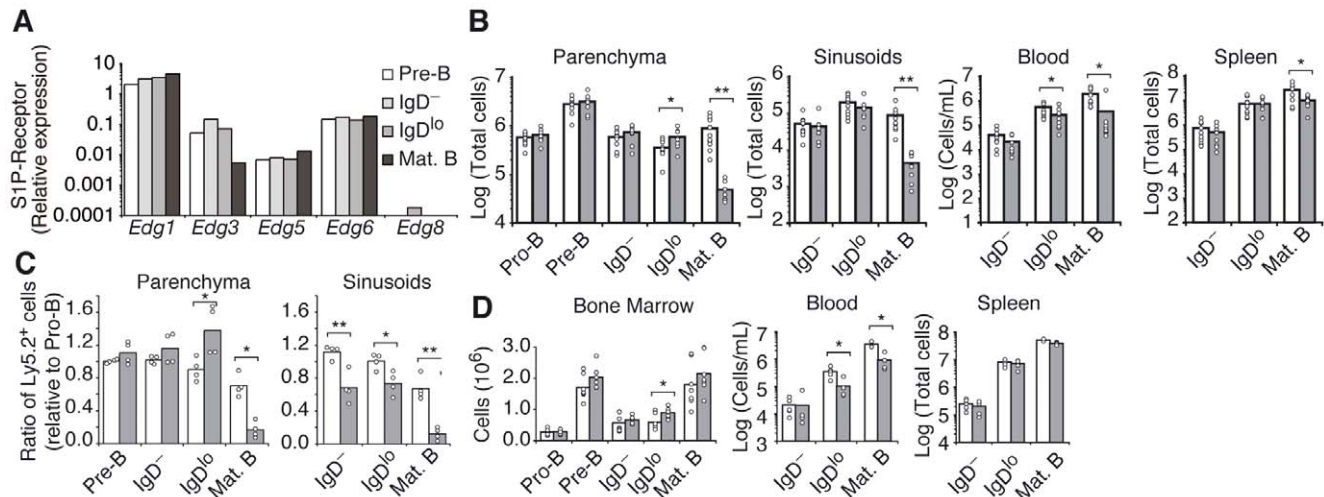 A
S1P-Receptor
(Relative expression)
10
1
0.1
0.01
0.001
0.0001
Edg1 Edg3 Edg5 Edg6 Edg8
Pre-B
IgD⁻
IgDˡᵒ
Mat. B
B
Parenchyma
Log (Total cells)
7
6
5
4
* **
Pro-B Pre-B IgD⁻ IgDˡᵒ Mat. B
Sinusoids
Log (Total cells)
6
5
4
3
2
**
IgD⁻ IgDˡᵒ Mat. B
Blood
Log (Cells/mL)
7
6
5
4
3
2
1
* *
IgD⁻ IgDˡᵒ Mat. B
Spleen
Log (Total cells)
8
7
6
5
4
3
2
*
IgD⁻ IgDˡᵒ Mat. B
C
Parenchyma
Ratio of Ly5.2⁺ cells
(relative to Pro-B)
1.6
1.2
0.8
0.4
0.0
* *
Pre-B IgD⁻ IgDˡᵒ Mat. B
Sinusoids
1.6
1.2
0.8
0.4
0.0
** * **
IgD⁻ IgDˡᵒ Mat. B
D
Bone Marrow
Cells (10⁶)
3.0
2.0
1.0
0.0
*
Pro-B Pre-B IgD⁻ IgDˡᵒ Mat. B
Blood
Log (Cells/mL)
7
6
5
4
3
* *
IgD⁻ IgDˡᵒ Mat. B
Spleen
Log (Total cells)
8
7
6
5
4
IgD⁻ IgDˡᵒ Mat. B